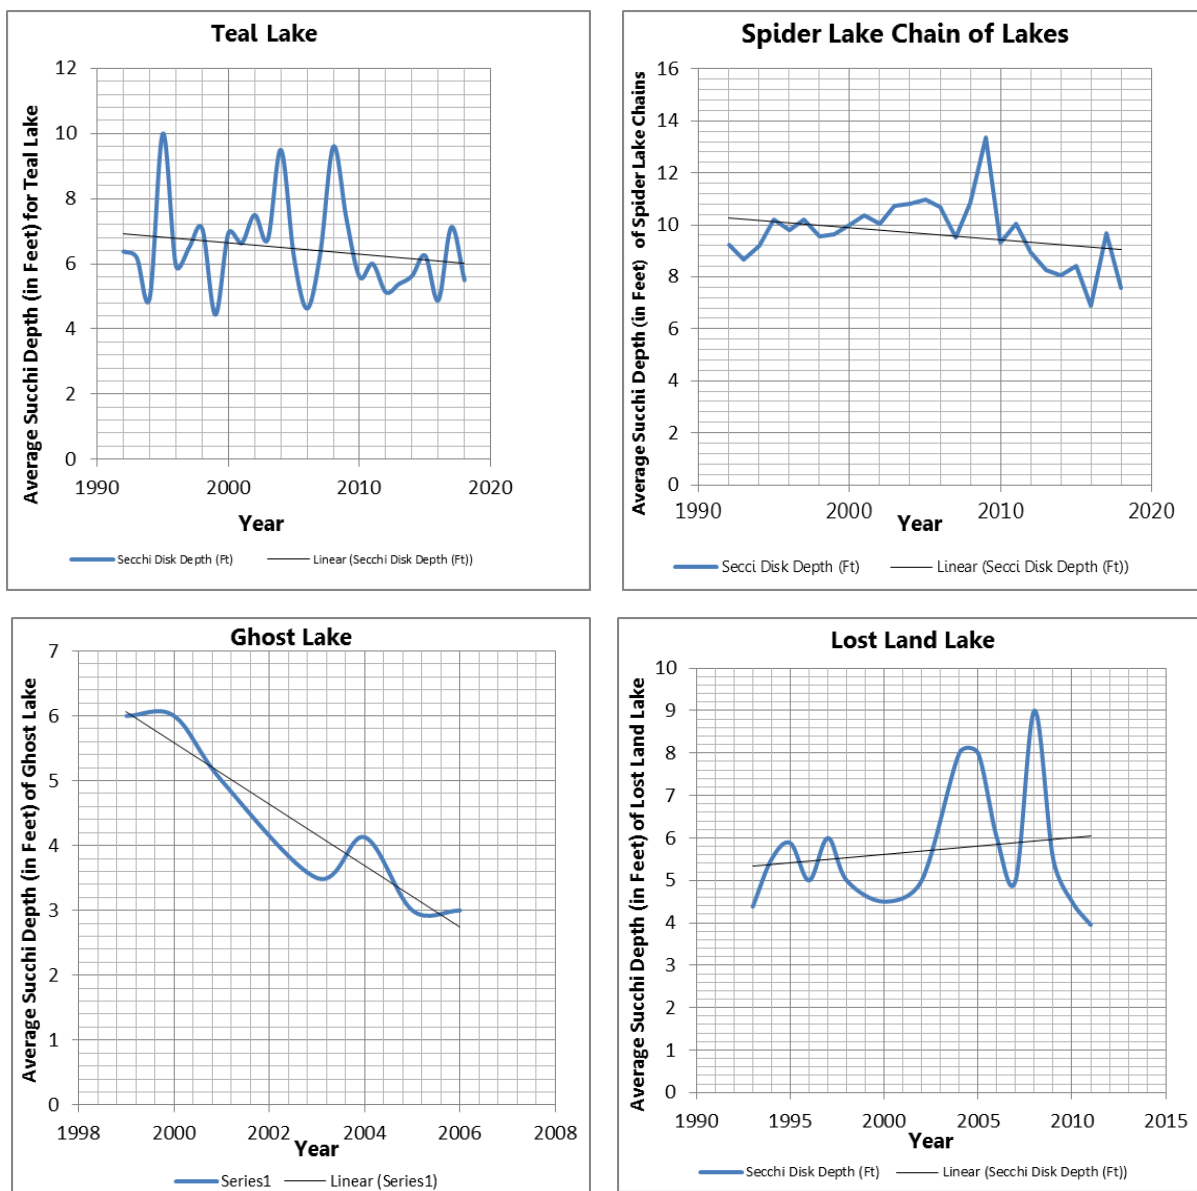 Teal Lake
Average Succhi Depth (in Feet) for Teal Lake
12
10
8
6
4
2
0
1990 2000 2010 2020
Year
Secchi Disk Depth (Ft) Linear (Secchi Disk Depth (Ft))
Spider Lake Chain of Lakes
Average Succhi Depth (in Feet) of Spider Lake Chains
16
14
12
10
8
6
4
2
0
1990 2000 2010 2020
Year
Secci Disk Depth (Ft) Linear (Secci Disk Depth (Ft))
Ghost Lake
Average Succhi Depth (in Feet) of Ghost Lake
7
6
5
4
3
2
1
0
1998 2000 2002 2004 2006 2008
Year
Series1 Linear (Series1)
Lost Land Lake
Average Succhi Depth (in Feet) of Lost Land Lake
10
9
8
7
6
5
4
3
2
1
0
1990 1995 2000 2005 2010 2015
Year
Secchi Disk Depth (Ft) Linear (Secchi Disk Depth (Ft))